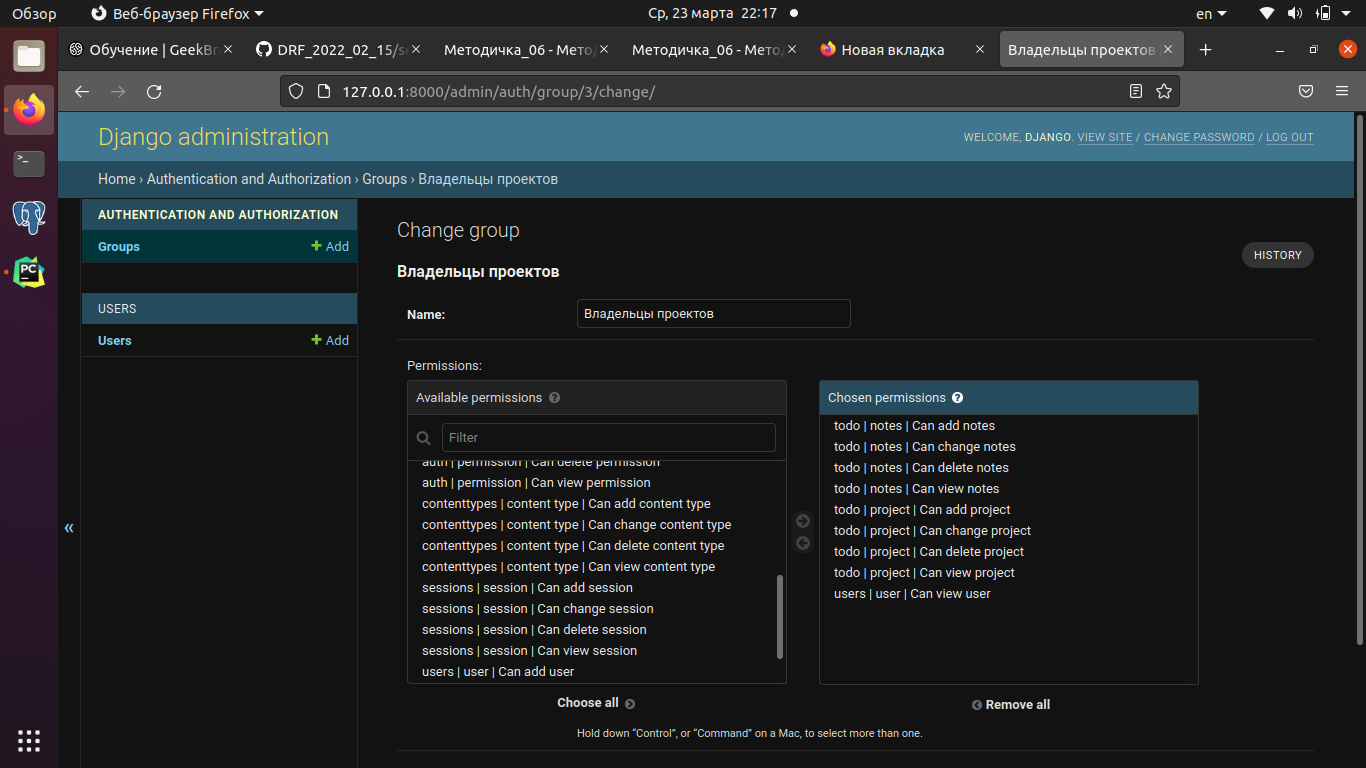 Обзор Веб-браузер Firefox Ср, 23 марта 22:17 en
Обучение | GeekBr DRF_2022_02_15/se Методичка_06 - Мето Методичка_06 - Мето Новая вкладка Владельцы проектов
127.0.0.1:8000/admin/auth/group/3/change/
Django administration
WELCOME, DJANGO. VIEW SITE / CHANGE PASSWORD / LOG OUT
Home › Authentication and Authorization › Groups › Владельцы проектов
AUTHENTICATION AND AUTHORIZATION
Groups + Add
USERS
Users + Add
«
Change group
HISTORY
Владельцы проектов
Name: Владельцы проектов
Permissions:
Available permissions ?
Filter
auth | permission | Can delete permission
auth | permission | Can view permission
contenttypes | content type | Can add content type
contenttypes | content type | Can change content type
contenttypes | content type | Can delete content type
contenttypes | content type | Can view content type
sessions | session | Can add session
sessions | session | Can change session
sessions | session | Can delete session
sessions | session | Can view session
users | user | Can add user
Choose all
Chosen permissions ?
todo | notes | Can add notes
todo | notes | Can change notes
todo | notes | Can delete notes
todo | notes | Can view notes
todo | project | Can add project
todo | project | Can change project
todo | project | Can delete project
todo | project | Can view project
users | user | Can view user
Remove all
Hold down “Control”, or “Command” on a Mac, to select more than one.
PC